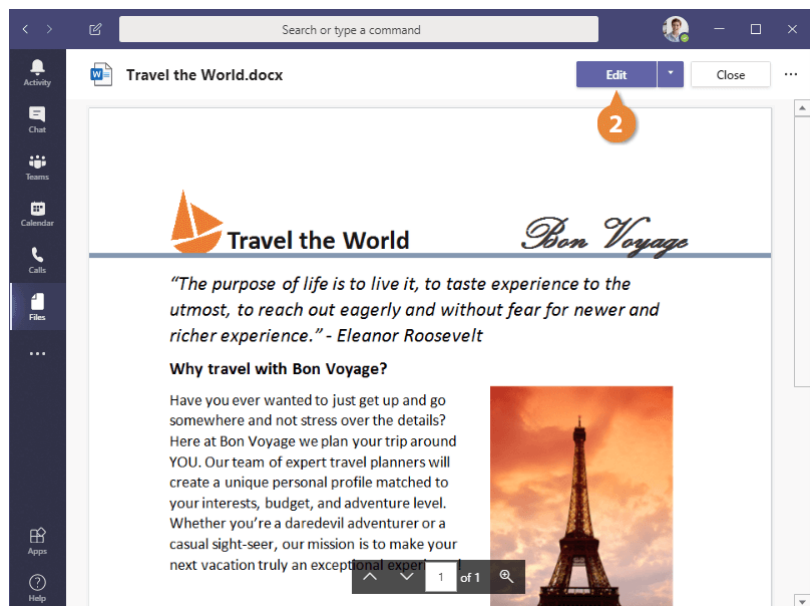 Search or type a command
Activity
Chat
Teams
Calendar
Calls
Files
Apps
Help
Travel the World.docx
Edit
Close
2
Travel the World
Bon Voyage
“The purpose of life is to live it, to taste experience to the
utmost, to reach out eagerly and without fear for newer and
richer experience.” - Eleanor Roosevelt
Why travel with Bon Voyage?
Have you ever wanted to just get up and go
somewhere and not stress over the details?
Here at Bon Voyage we plan your trip around
YOU. Our team of expert travel planners will
create a unique personal profile matched to
your interests, budget, and adventure level.
Whether you’re a daredevil adventurer or a
casual sight-seer, our mission is to make your
next vacation truly an exceptional
1 of 1